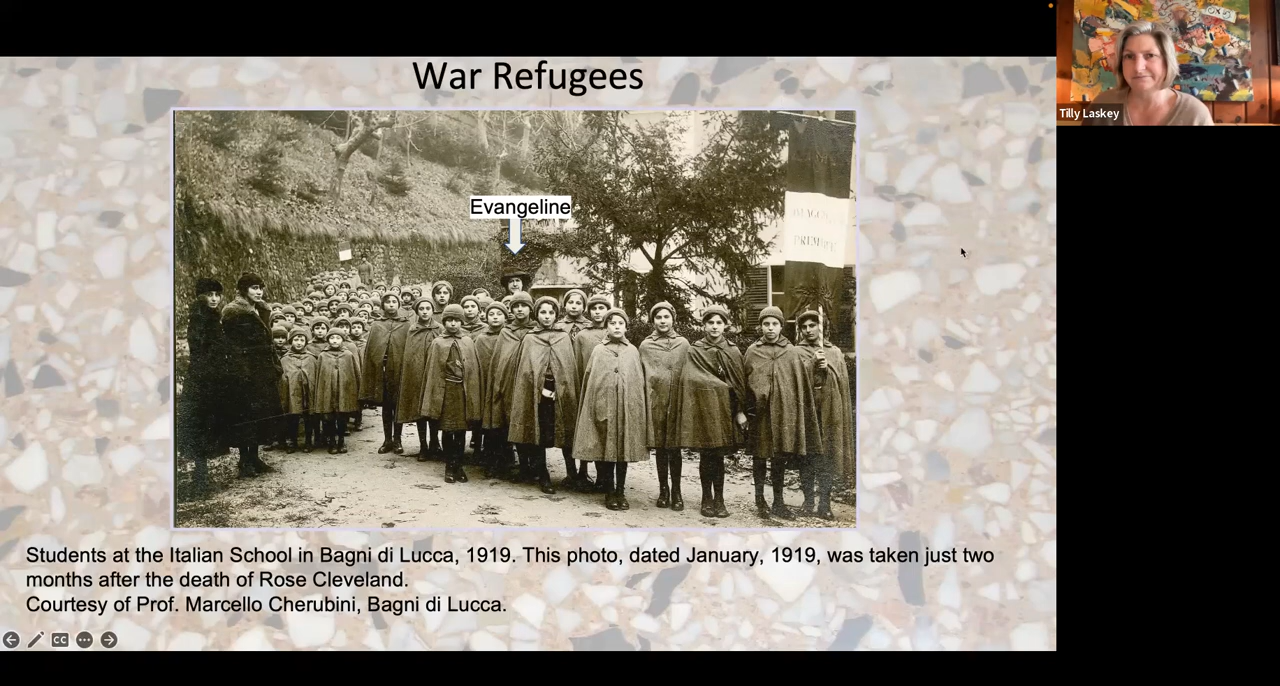 War Refugees
Tilly Laskey
Evangeline
Students at the Italian School in Bagni di Lucca, 1919. This photo, dated January, 1919, was taken just two
months after the death of Rose Cleveland.
Courtesy of Prof. Marcello Cherubini, Bagni di Lucca.
CC